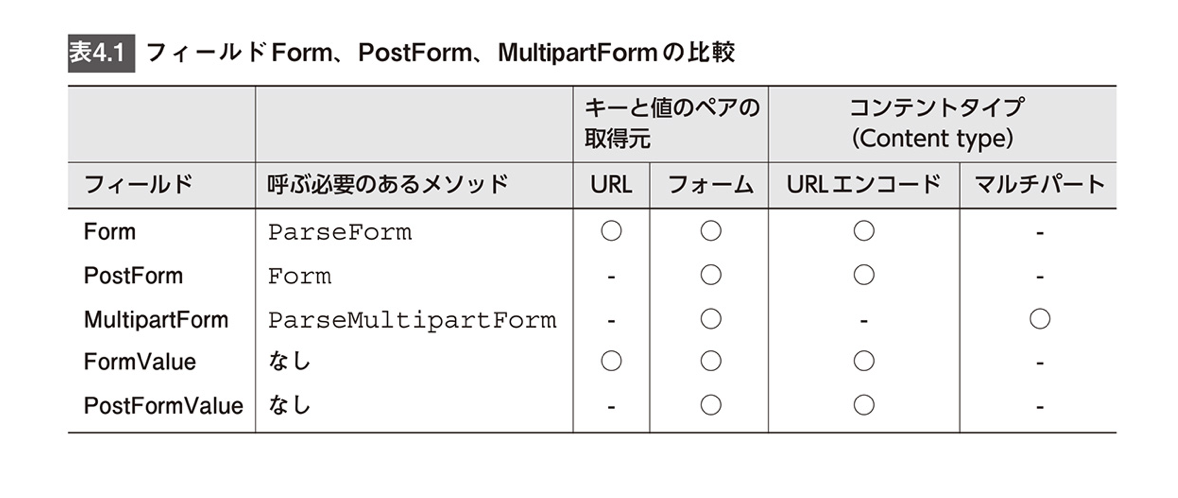 表4.1 フィールドForm、PostForm、MultipartFormの比較
キーと値のペアの取得元 コンテントタイプ（Content type）
フィールド 呼ぶ必要のあるメソッド URL フォーム URLエンコード マルチパート
Form ParseForm ○ ○ ○ -
PostForm Form - ○ ○ -
MultipartForm ParseMultipartForm - ○ - ○
FormValue なし ○ ○ ○ -
PostFormValue なし - ○ ○ -